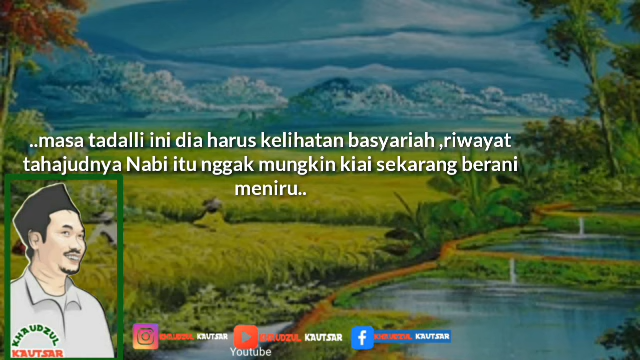 ..masa tadalli ini dia harus kelihatan basyariah ,riwayat
tahajudnya Nabi itu nggak mungkin kiai sekarang berani
meniru..
KHAUDZUL
KAUTSAR
KHAUDZUL KAUTSAR
KHAUDZUL KAUTSAR
KHAUDZUL KAUTSAR
Youtube